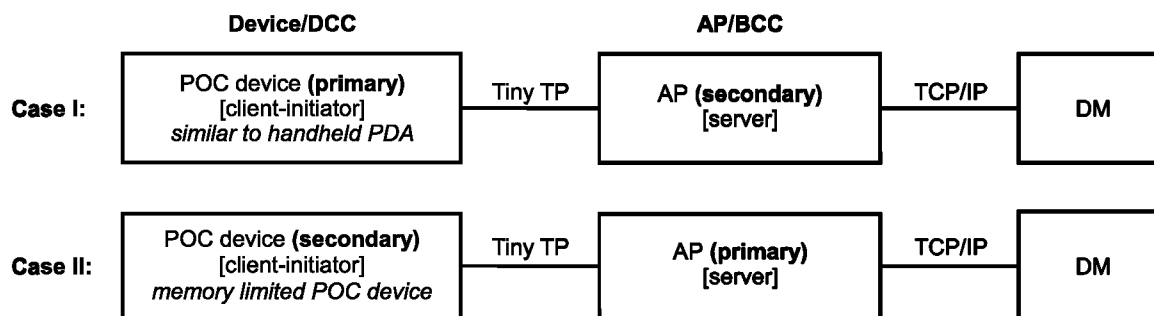 Device/DCC AP/BCC
Case I:
POC device (primary)
[client-initiator]
similar to handheld PDA
Tiny TP
AP (secondary)
[server]
TCP/IP
DM
Case II:
POC device (secondary)
[client-initiator]
memory limited POC device
Tiny TP
AP (primary)
[server]
TCP/IP
DM